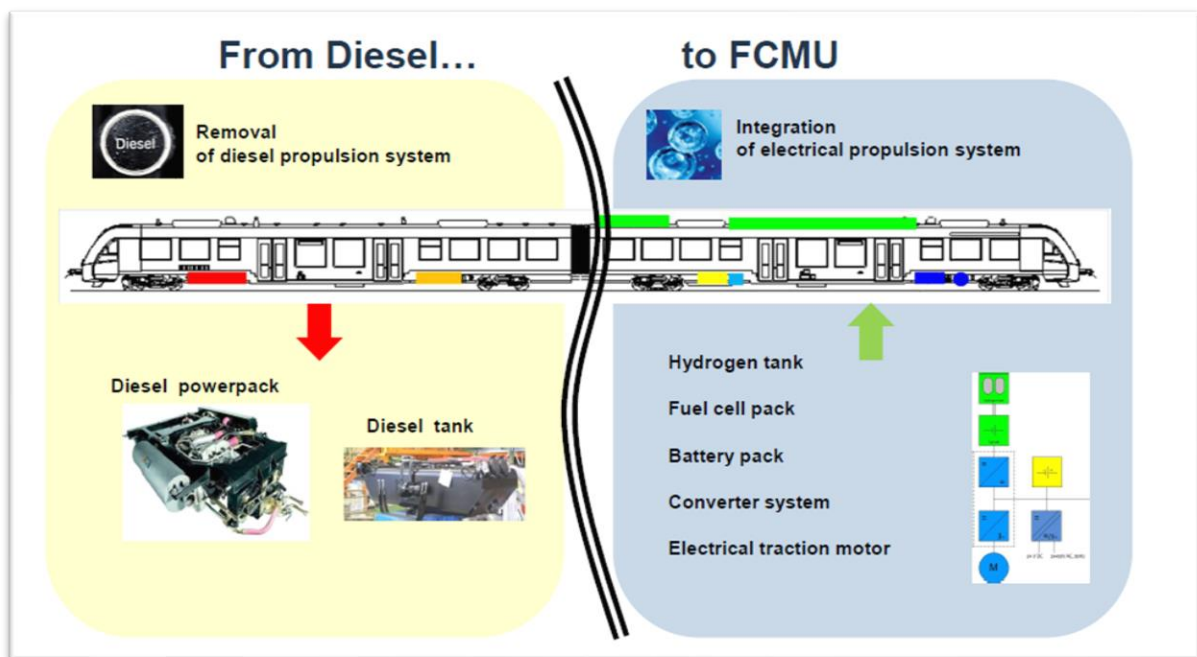 From Diesel…
to FCMU
Diesel
Removal
of diesel propulsion system
Integration
of electrical propulsion system
Diesel powerpack
Diesel tank
Hydrogen tank
Fuel cell pack
Battery pack
Converter system
Electrical traction motor
M